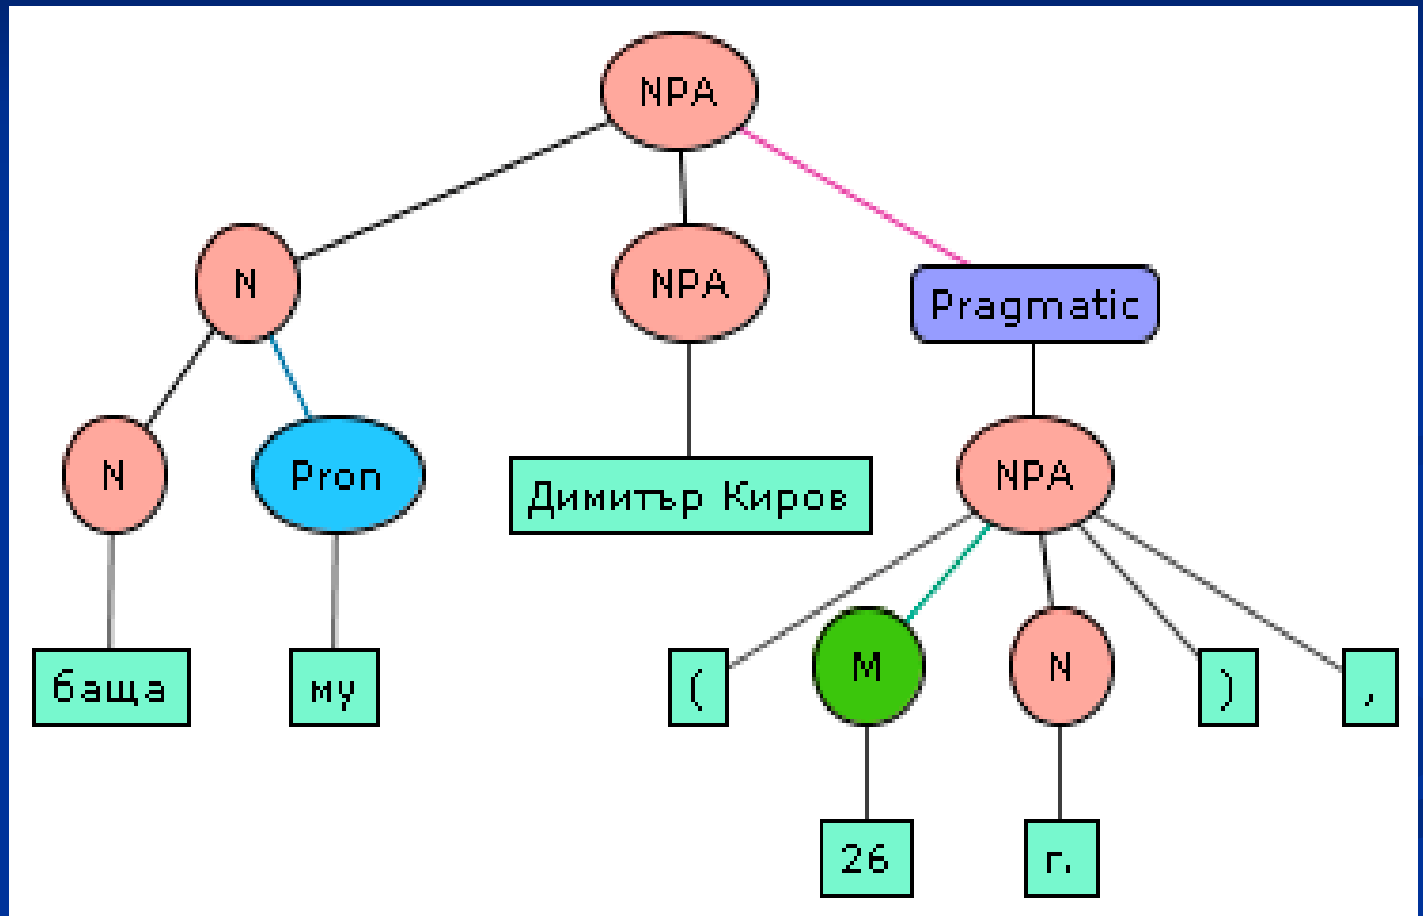 NPA
N
NPA
Pragmatic
N
Pron
NPA
Димитър Киров
баща
му
(
M
N
)
,
26
г.